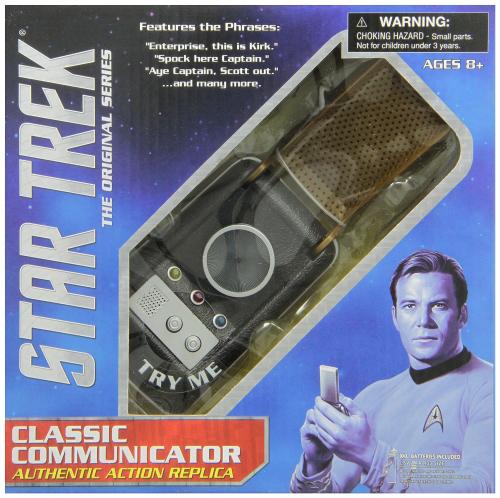 STAR TREK®
THE ORIGINAL SERIES
Features the Phrases:
"Enterprise, this is Kirk."
"Spock here Captain."
"Aye Captain, Scott out."
...and many more.
⚠ WARNING:
CHOKING HAZARD - Small parts.
Not for children under 3 years.
AGES 8+
TRY ME
CLASSIC
COMMUNICATOR
AUTHENTIC ACTION REPLICA
BATTERIES INCLUDED